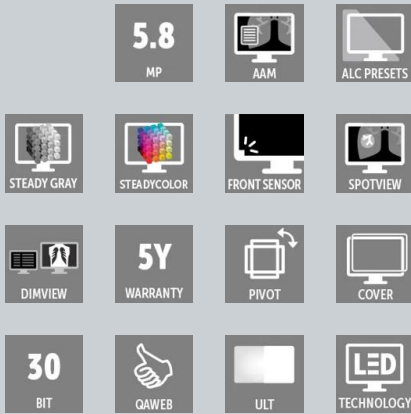 5.8
MP
AAM
ALC PRESETS
STEADY GRAY
STEADYCOLOR
FRONT SENSOR
SPOTVIEW
DIMVIEW
5Y
WARRANTY
PIVOT
COVER
30
BIT
QAWEB
ULT
LED
TECHNOLOGY